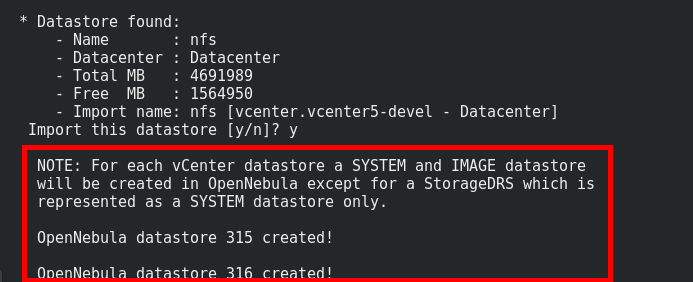 * Datastore found:
- Name : nfs
- Datacenter : Datacenter
- Total MB : 4691989
- Free MB : 1564950
- Import name: nfs [vcenter.vcenter5-devel - Datacenter]
Import this datastore [y/n]? y
NOTE: For each vCenter datastore a SYSTEM and IMAGE datastore
will be created in OpenNebula except for a StorageDRS which is
represented as a SYSTEM datastore only.
OpenNebula datastore 315 created!
OpenNebula datastore 316 created!